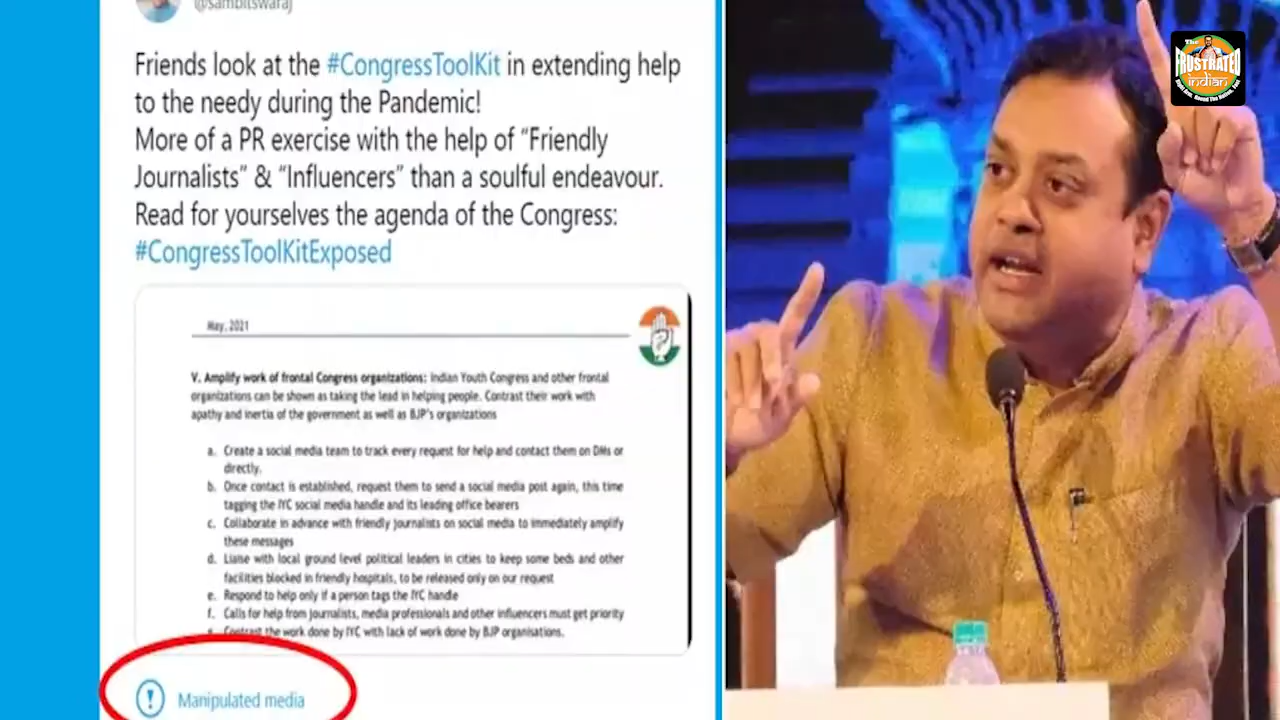 @sambitswaraj
Friends look at the #CongressToolKit in extending help
to the needy during the Pandemic!
More of a PR exercise with the help of “Friendly
Journalists” & “Influencers” than a soulful endeavour.
Read for yourselves the agenda of the Congress:
#CongressToolKitExposed
May, 2021
V. Amplify work of frontal Congress organizations: Indian Youth Congress and other frontal
organizations can be shown as taking the lead in helping people. Contrast their work with
apathy and inertia of the government as well as BJP's organizations
a. Create a social media team to track every request for help and contact them on DMs or
directly.
b. Once contact is established, request them to send a social media post again, this time
tagging the IYC social media handle and its leading office bearers
c. Collaborate in advance with friendly journalists on social media to immediately amplify
these messages
d. Liaise with local ground level political leaders in cities to keep some beds and other
facilities blocked in friendly hospitals, to be released only on our request
e. Respond to help only if a person tags the IYC handle
f. Calls for help from journalists, media professionals and other influencers must get priority
Contrast the work done by IYC with lack of work done by BJP organisations.
Manipulated media
The
FRUSTRATED
indian